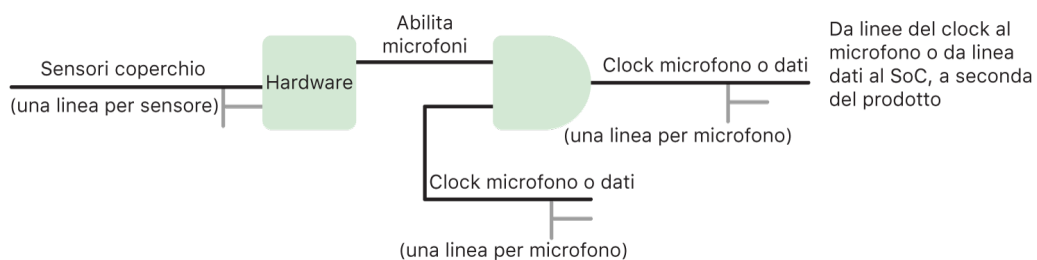 Sensori coperchio
(una linea per sensore)
Hardware
Abilita
microfoni
Clock microfono o dati
(una linea per microfono)
Clock microfono o dati
(una linea per microfono)
Da linee del clock al
microfono o da linea
dati al SoC, a seconda
del prodotto